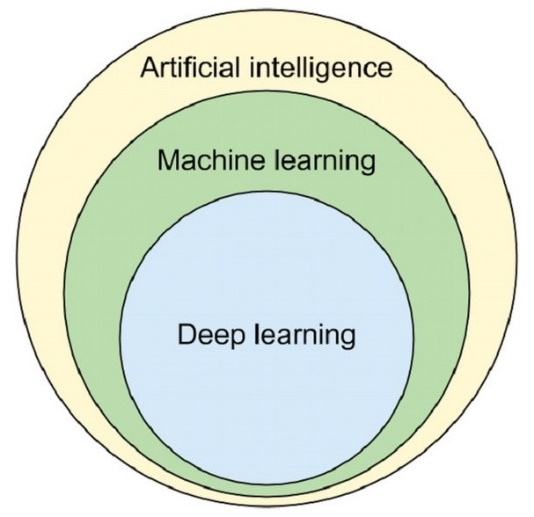 Artificial intelligence
Machine learning
Deep learning